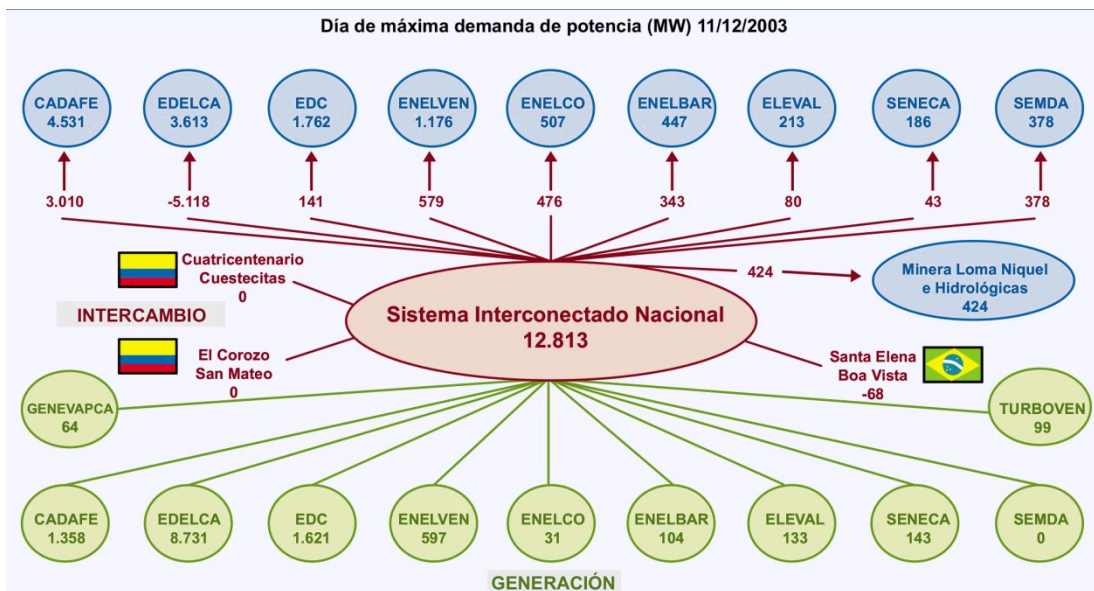 Día de máxima demanda de potencia (MW) 11/12/2003
CADAFE
4.531
EDELCA
3.613
EDC
1.762
ENELVEN
1.176
ENELCO
507
ENELBAR
447
ELEVAL
213
SENECA
186
SEMDA
378
3.010
-5.118
141
579
476
343
80
43
378
Cuatricentenario
Cuestecitas
0
424
Minera Loma Niquel
e Hidrológicas
424
INTERCAMBIO
Sistema Interconectado Nacional
12.813
El Corozo
San Mateo
0
Santa Elena
Boa Vista
-68
GENEVAPCA
64
TURBOVEN
99
CADAFE
1.358
EDELCA
8.731
EDC
1.621
ENELVEN
597
ENELCO
31
ENELBAR
104
ELEVAL
133
SENECA
143
SEMDA
0
GENERACIÓN